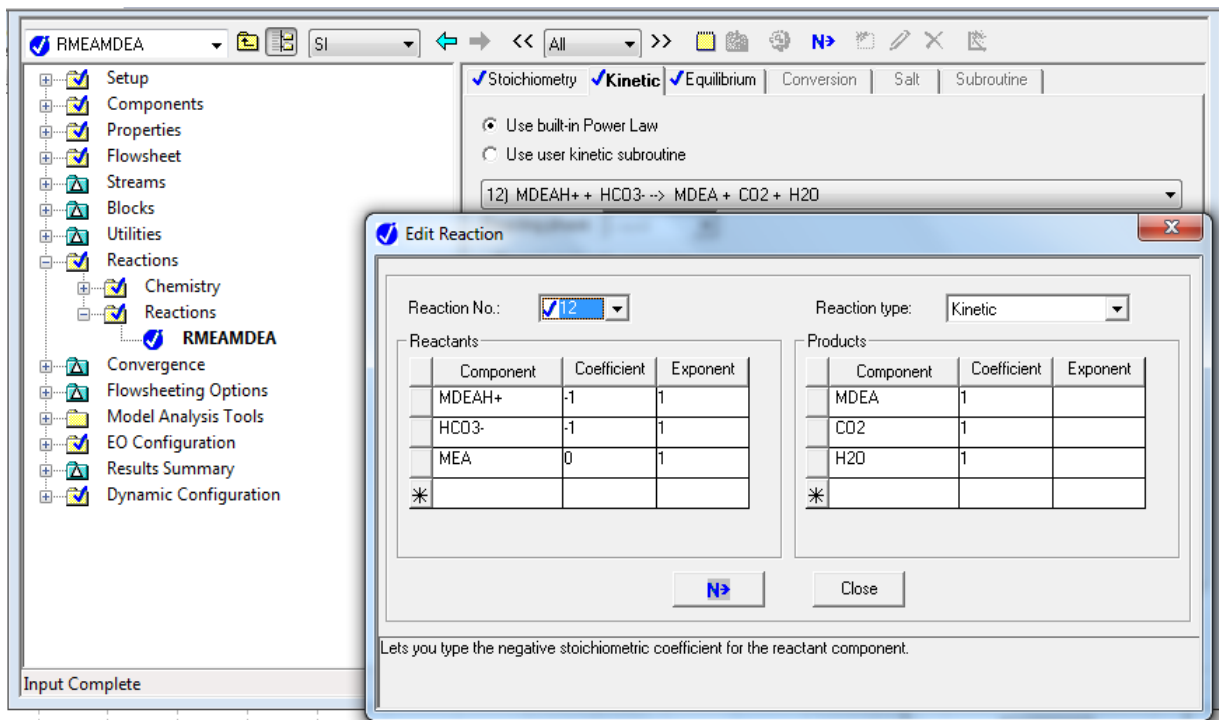 RMEAMDEA SI << All >> N>
Setup
Components
Properties
Flowsheet
Streams
Blocks
Utilities
Reactions
Chemistry
Reactions
RMEAMDEA
Convergence
Flowsheeting Options
Model Analysis Tools
EO Configuration
Results Summary
Dynamic Configuration
Input Complete
Stoichiometry Kinetic Equilibrium Conversion Salt Subroutine
Use built-in Power Law
Use user kinetic subroutine
12) MDEAH+ + HCO3- --> MDEA + CO2 + H2O
Edit Reaction
Reaction No.: 12 Reaction type: Kinetic
Reactants
Component Coefficient Exponent
MDEAH+ -1 1
HCO3- -1 1
MEA 0 1
Products
Component Coefficient Exponent
MDEA 1
CO2 1
H2O 1
N>
Close
Lets you type the negative stoichiometric coefficient for the reactant component.